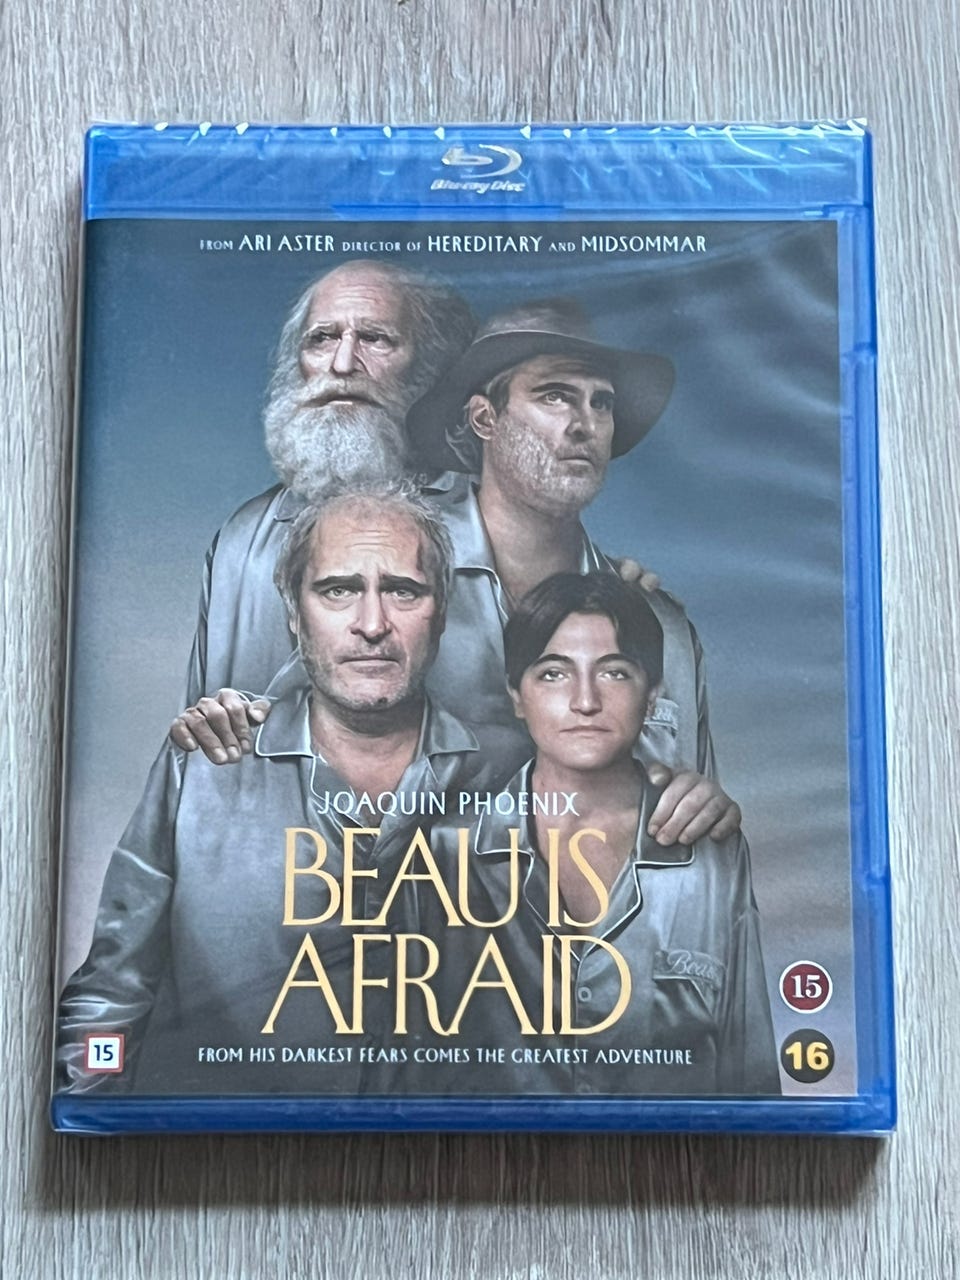 Blu-ray Disc
FROM ARI ASTER DIRECTOR OF HEREDITARY AND MIDSOMMAR
JOAQUIN PHOENIX
BEAU IS
AFRAID
Beau
15
15
16
FROM HIS DARKEST FEARS COMES THE GREATEST ADVENTURE